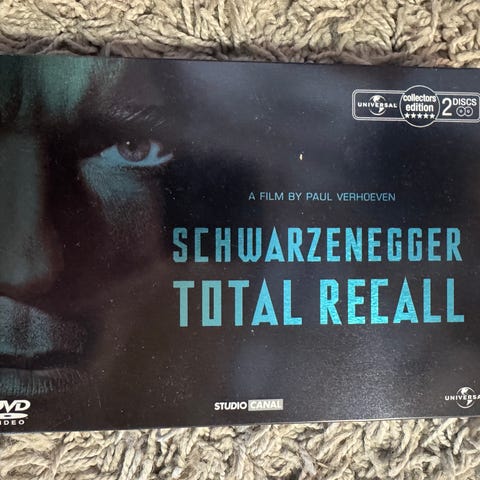 UNIVERSAL
collectors
edition
★★★★★
2 DISCS
A FILM BY PAUL VERHOEVEN
SCHWARZENEGGER
TOTAL RECALL
DVD
VIDEO
STUDIO CANAL
UNIVERSAL